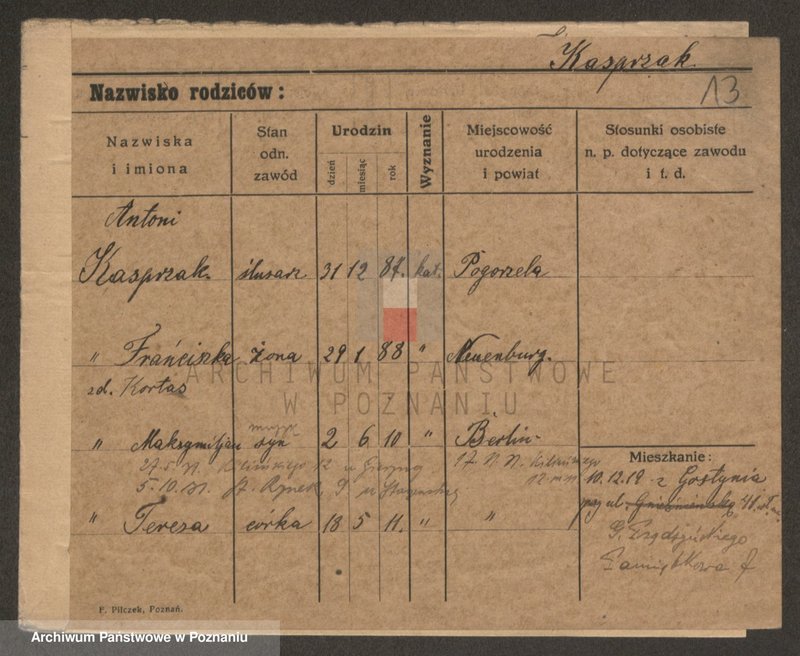 Kasprzak.
13
Nazwisko rodziców:
Nazwiska i imiona
Stan odn. zawód
Urodzin
dzień
miesiąc
rok
Wyznanie
Miejscowość urodzenia i powiat
Stosunki osobiste n. p. dotyczące zawodu i t. d.
Antoni
Kasprzak ślusarz 31 12 87. kat. Pogorzela
" Franciszka żona 29 1 88 " Neuenburg.
zd. Kortas
ARCHIWUM PAŃSTWOWE
W POZNANIU
" Maksymiljan syn 2 6 10 " Berlin
Mieszkanie:
10.12.19 z Gostynia
" Teresa córka 18 5 11. " "
F. Pilczek, Poznań.
Archiwum Państwowe w Poznaniu